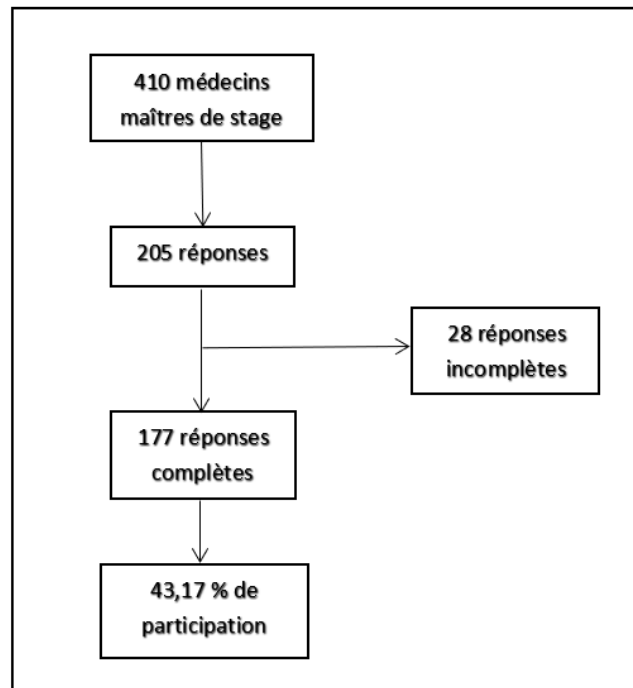 410 médecins
maîtres de stage
205 réponses
28 réponses
incomplètes
177 réponses
complètes
43,17 % de
participation